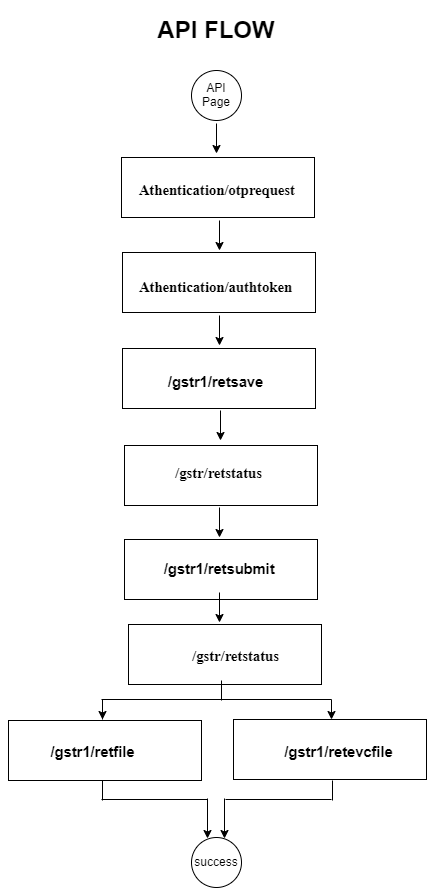 API FLOW
API
Page
Athentication/otprequest
Athentication/authtoken
/gstr1/retsave
/gstr/retstatus
/gstr1/retsubmit
/gstr/retstatus
/gstr1/retfile
/gstr1/retevcfile
success